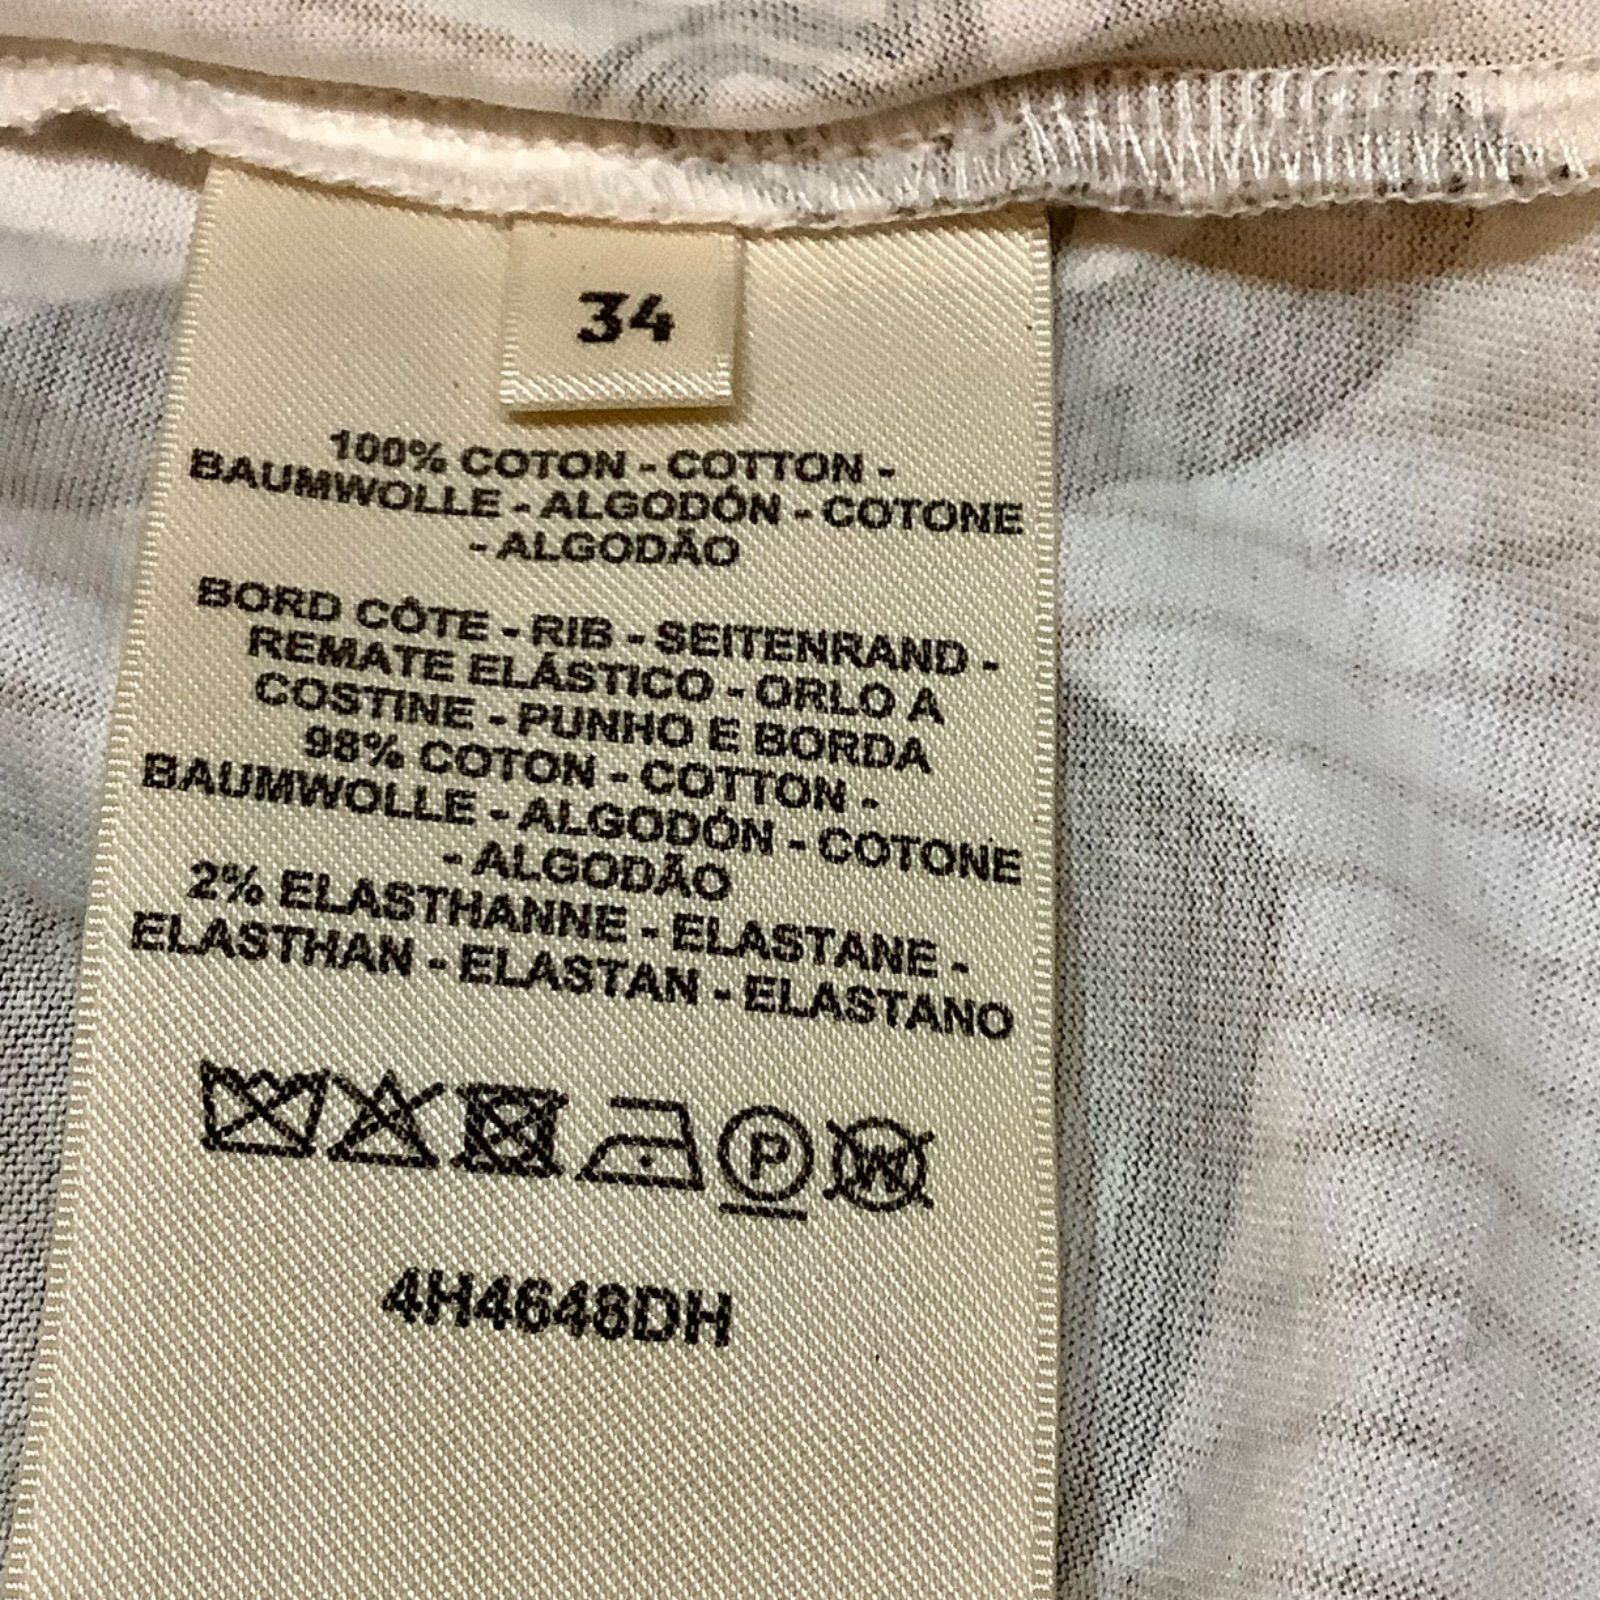 34
100% COTON - COTTON -
BAUMWOLLE - ALGODÓN - COTONE
- ALGODÃO
BORD CÔTE - RIB - SEITENRAND -
REMATE ELÁSTICO - ORLO A
COSTINE - PUNHO E BORDA
98% COTON - COTTON -
BAUMWOLLE - ALGODÓN - COTONE
- ALGODÃO
2% ELASTHANNE - ELASTANE -
ELASTHAN - ELASTAN - ELASTANO
P W
4H4648DH